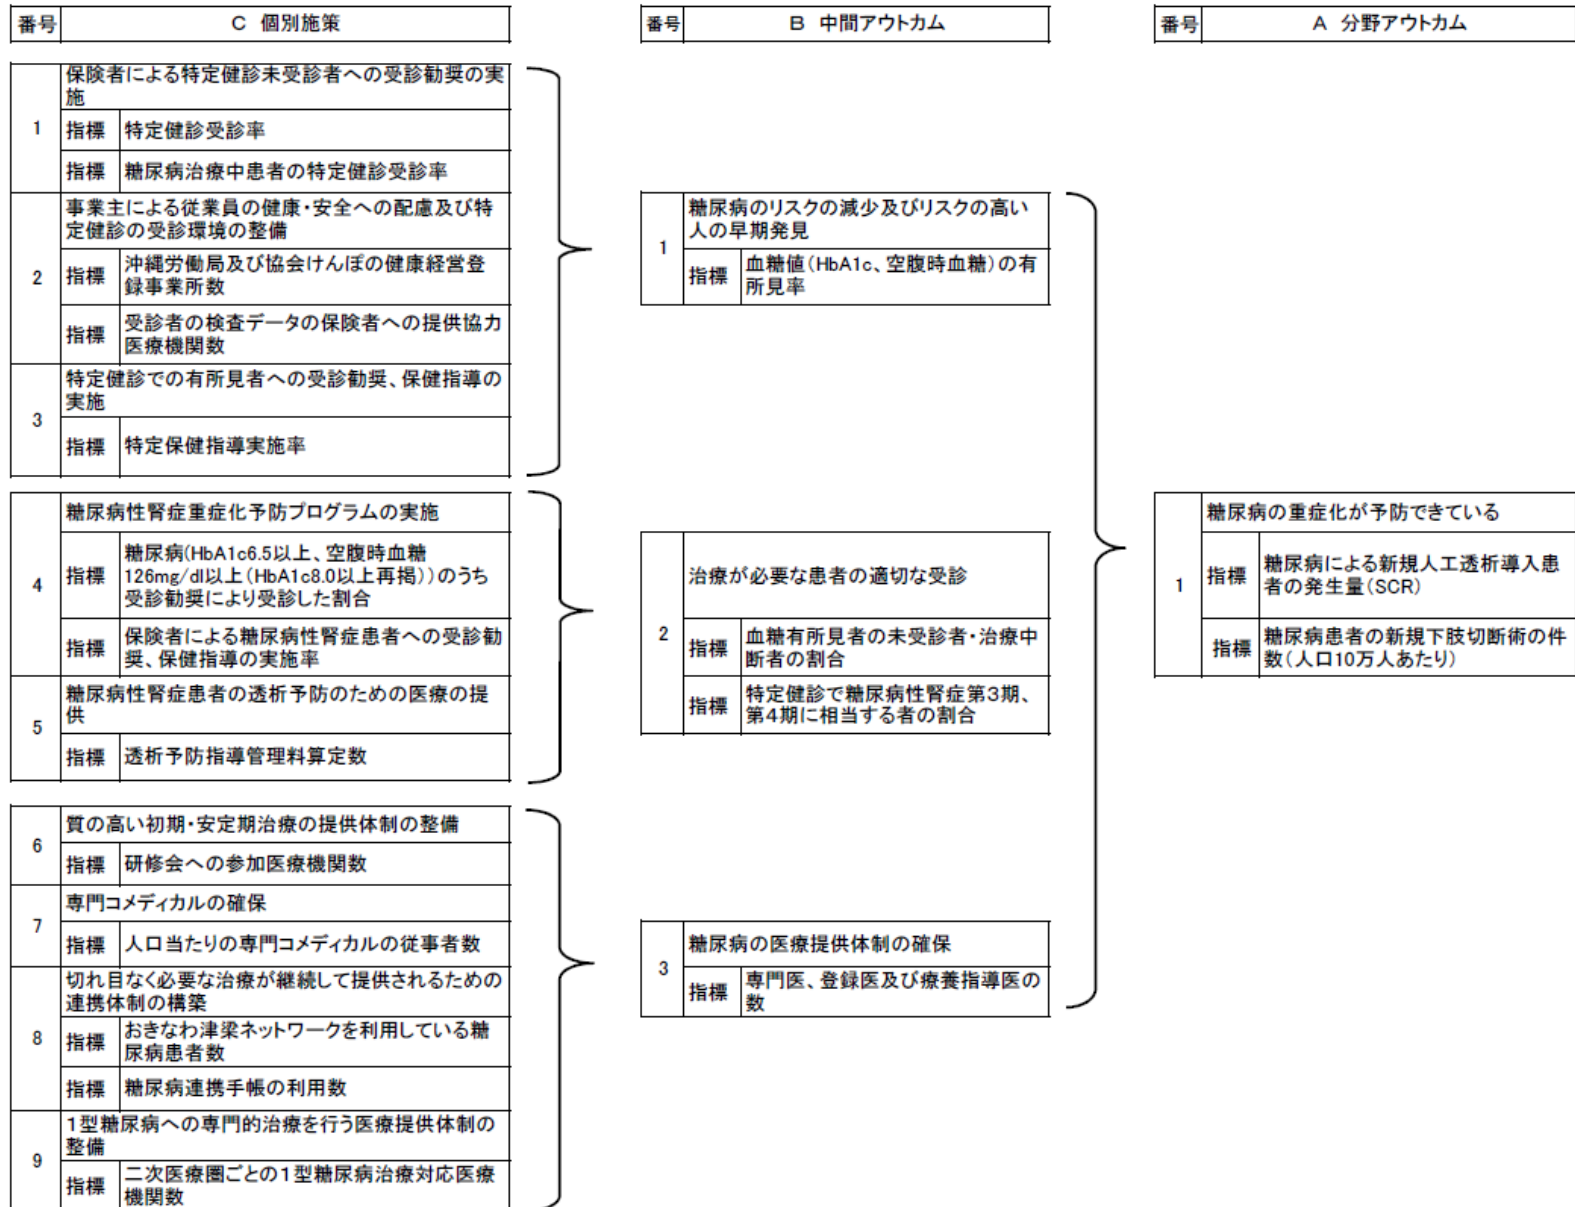 番号
C 個別施策
番号
B 中間アウトカム
番号
A 分野アウトカム
1
保険者による特定健診未受診者への受診勧奨の実
施
指標
特定健診受診率
指標
糖尿病治療中患者の特定健診受診率
2
事業主による従業員の健康・安全への配慮及び特
定健診の受診環境の整備
指標
沖縄労働局及び協会けんぽの健康経営登
録事業所数
指標
受診者の検査データの保険者への提供協力
医療機関数
3
特定健診での有所見者への受診勧奨、保健指導の
実施
指標
特定保健指導実施率
4
糖尿病性腎症重症化予防プログラムの実施
指標
糖尿病(HbA1c6.5以上、空腹時血糖
126mg/dl以上(HbA1c8.0以上再掲))のうち
受診勧奨により受診した割合
指標
保険者による糖尿病性腎症患者への受診勧
奨、保健指導の実施率
5
糖尿病性腎症患者の透析予防のための医療の提
供
指標
透析予防指導管理料算定数
6
質の高い初期・安定期治療の提供体制の整備
指標
研修会への参加医療機関数
7
専門コメディカルの確保
指標
人口当たりの専門コメディカルの従事者数
8
切れ目なく必要な治療が継続して提供されるための
連携体制の構築
指標
おきなわ津梁ネットワークを利用している糖
尿病患者数
指標
糖尿病連携手帳の利用数
9
1型糖尿病への専門的治療を行う医療提供体制の
整備
指標
二次医療圏ごとの1型糖尿病治療対応医療
機関数
1
糖尿病のリスクの減少及びリスクの高い
人の早期発見
指標
血糖値(HbA1c、空腹時血糖)の有
所見率
2
治療が必要な患者の適切な受診
指標
血糖有所見者の未受診者・治療中
断者の割合
指標
特定健診で糖尿病性腎症第3期、
第4期に相当する者の割合
3
糖尿病の医療提供体制の確保
指標
専門医、登録医及び療養指導医の
数
1
糖尿病の重症化が予防できている
指標
糖尿病による新規人工透析導入患
者の発生量(SCR)
指標
糖尿病患者の新規下肢切断術の件
数(人口10万人あたり)